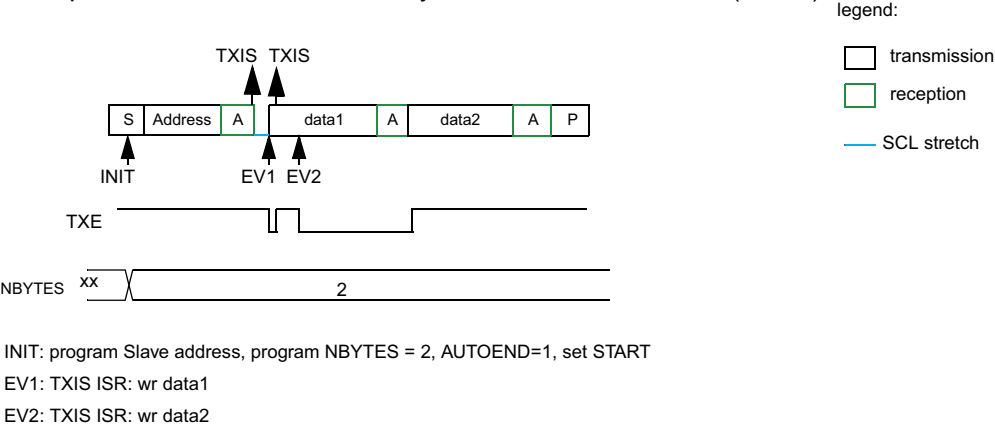 legend:
transmission
reception
SCL stretch
TXIS TXIS
S Address A data1 A data2 A P
INIT EV1 EV2
TXE
NBYTES xx 2
INIT: program Slave address, program NBYTES = 2, AUTOEND=1, set START
EV1: TXIS ISR: wr data1
EV2: TXIS ISR: wr data2